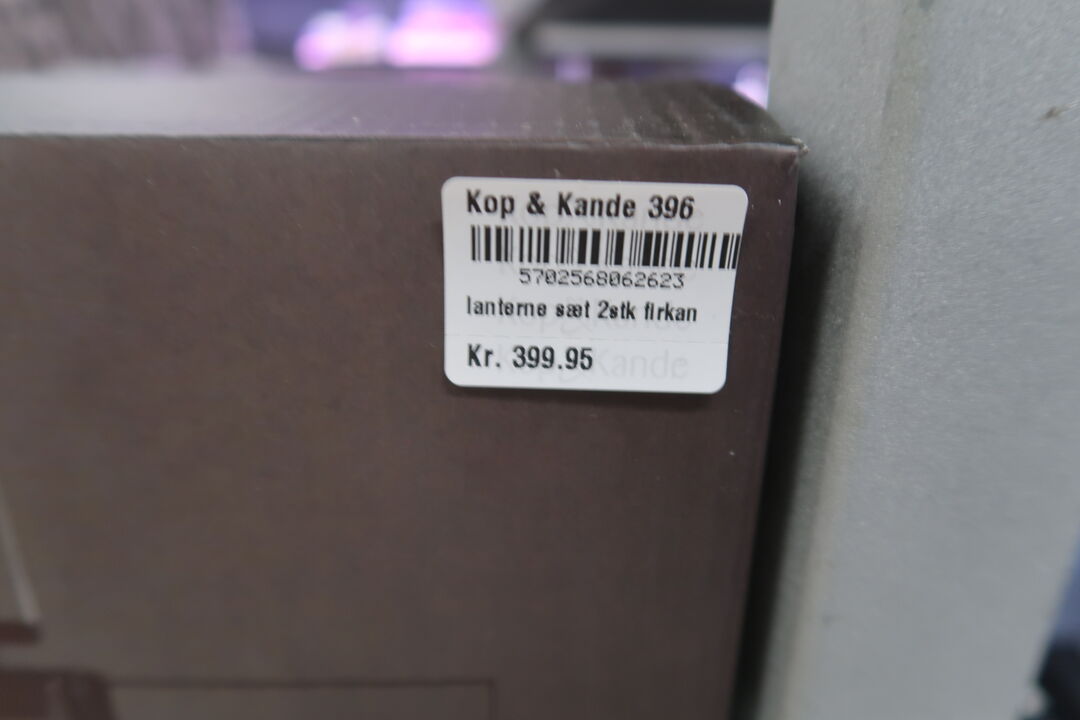 Kop & Kande 396
5702568062623
lanterne sæt 2stk firkan
Kr. 399.95